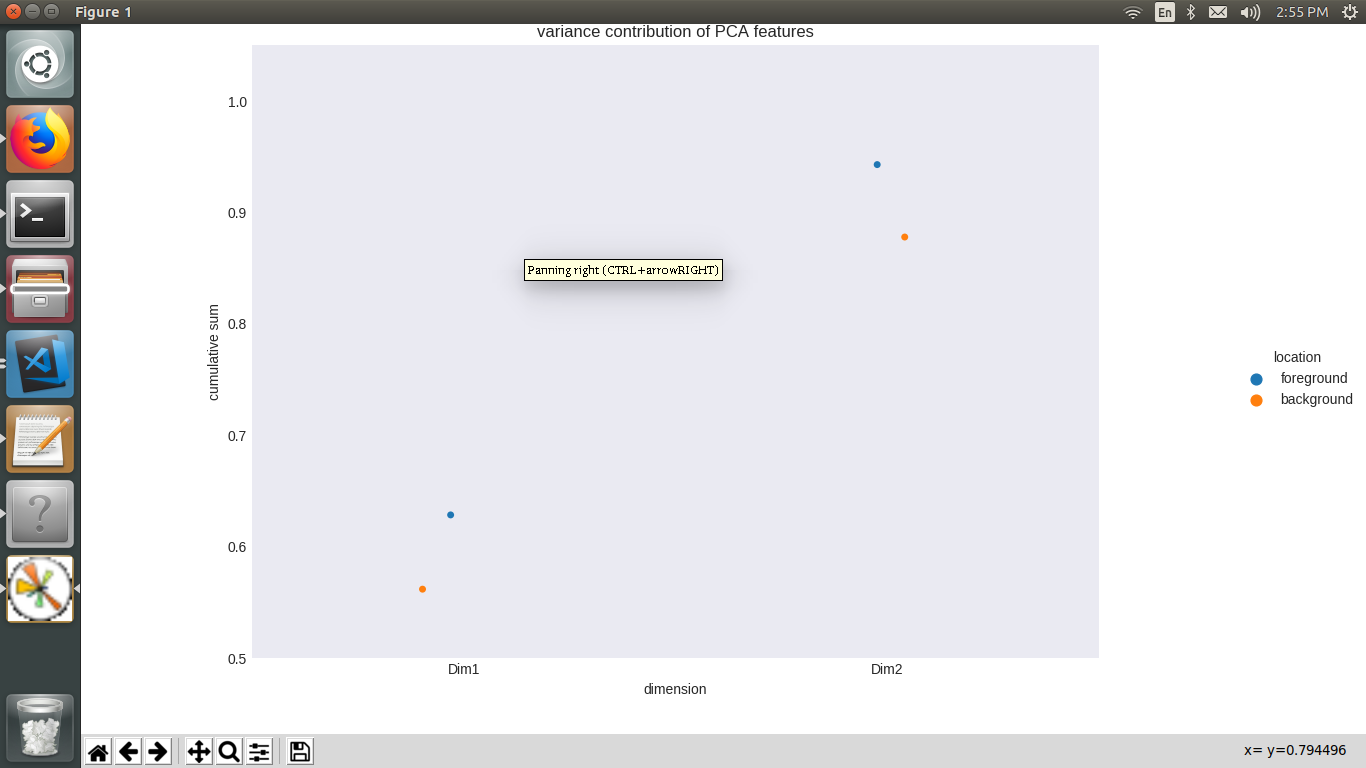 Figure 1
En
2:55 PM
variance contribution of PCA features
1.0
0.9
0.8
0.7
0.6
0.5
cumulative sum
Panning right (CTRL+arrowRIGHT)
location
foreground
background
Dim1
Dim2
dimension
x= y=0.794496